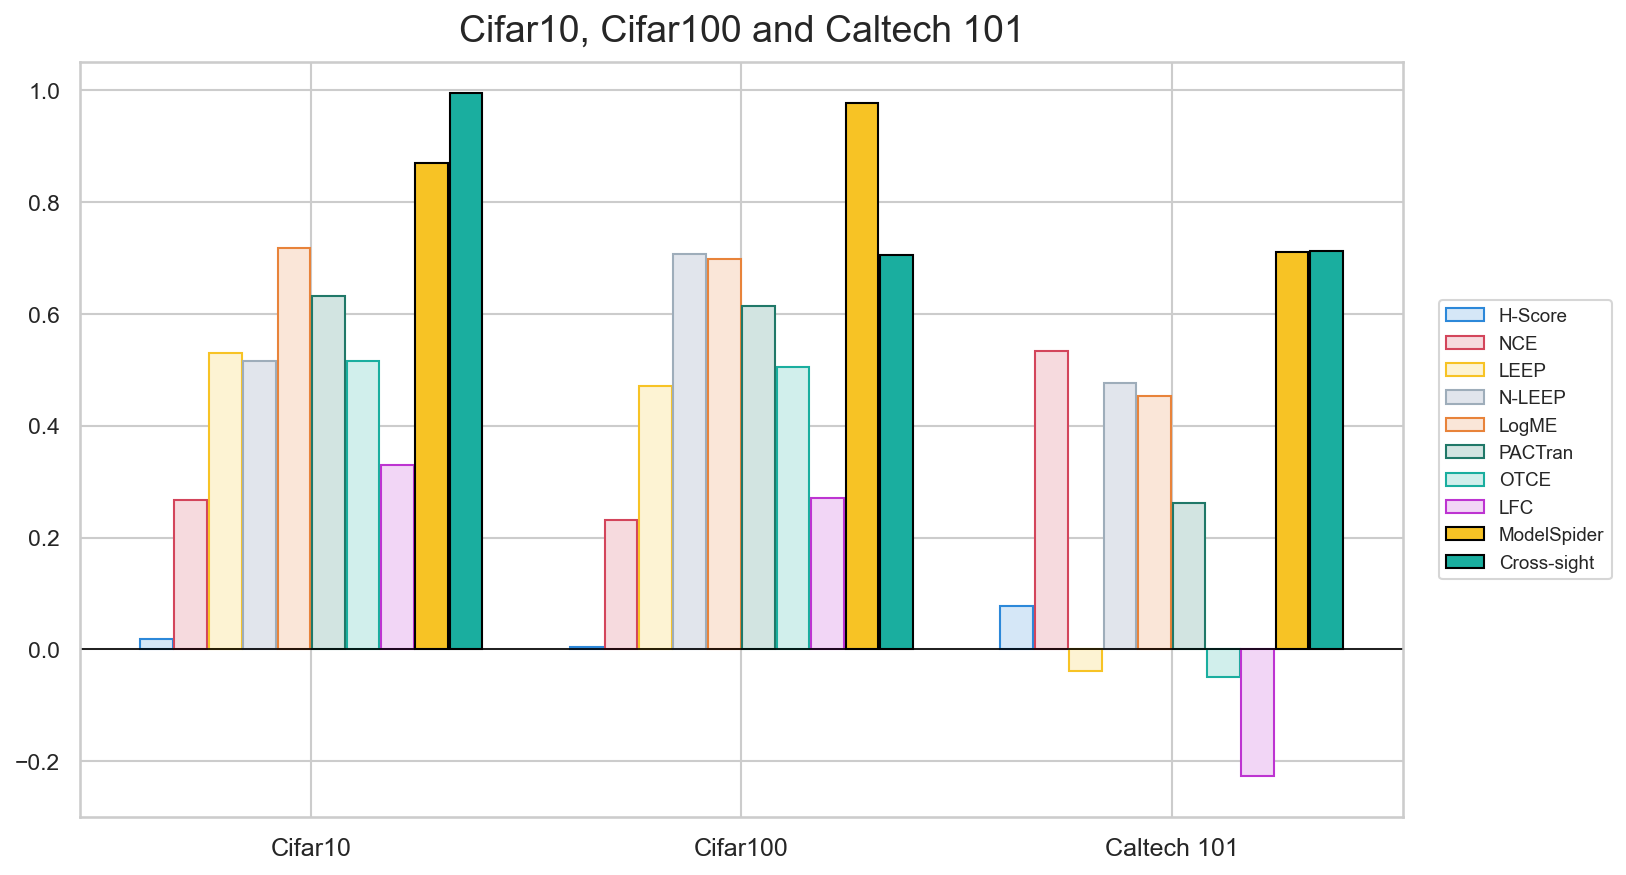 Cifar10, Cifar100 and Caltech 101
1.0
0.8
0.6
0.4
0.2
0.0
−0.2
Cifar10
Cifar100
Caltech 101
H-Score
NCE
LEEP
N-LEEP
LogME
PACTran
OTCE
LFC
ModelSpider
Cross-sight